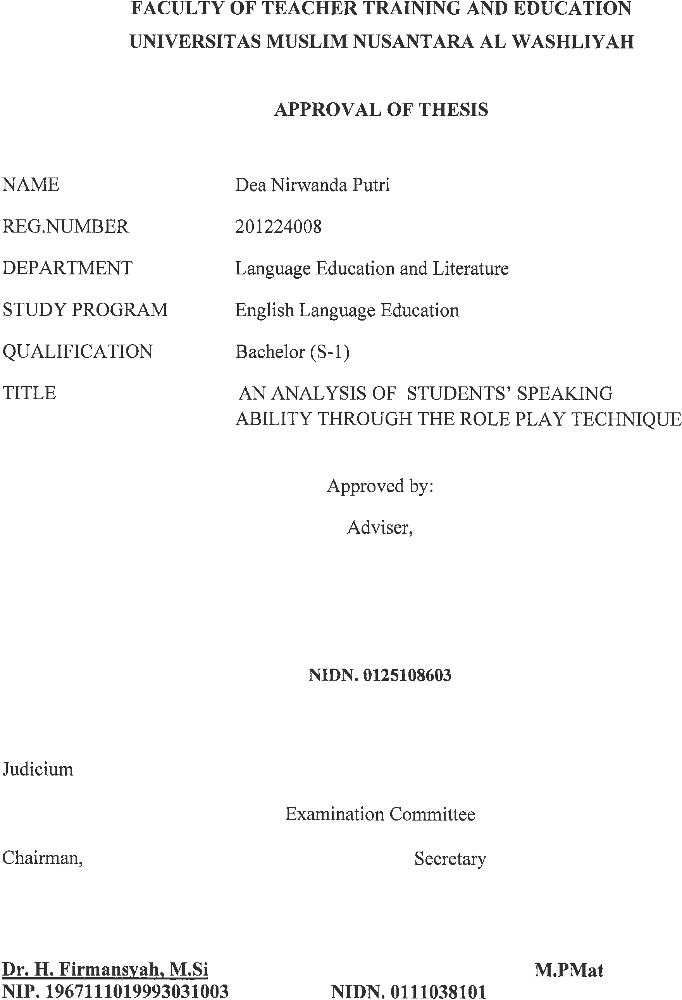 FACULTY OF TEACHER TRAINING AND EDUCATION
UNIVERSITAS MUSLIM NUSANTARA AL WASHLIYAH
APPROVAL OF THESIS
NAME Dea Nirwanda Putri
REG.NUMBER 201224008
DEPARTMENT Language Education and Literature
STUDY PROGRAM English Language Education
QUALIFICATION Bachelor (S-1)
TITLE AN ANALYSIS OF STUDENTS’ SPEAKING
ABILITY THROUGH THE ROLE PLAY TECHNIQUE
Approved by:
Adviser,
NIDN. 0125108603
Judicium
Examination Committee
Chairman, Secretary
Dr. H. Firmansyah, M.Si M.PMat
NIP. 1967111019993031003 NIDN. 0111038101